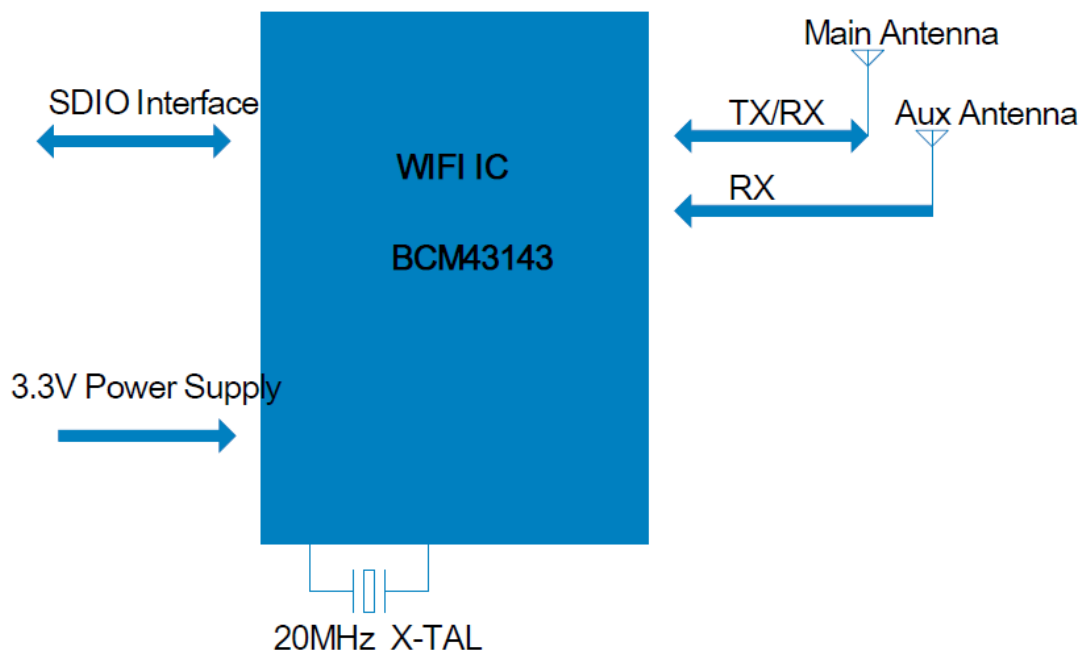 Main Antenna
SDIO Interface
TX/RX
Aux Antenna
WIFI IC
RX
BCM43143
3.3V Power Supply
20MHz X-TAL